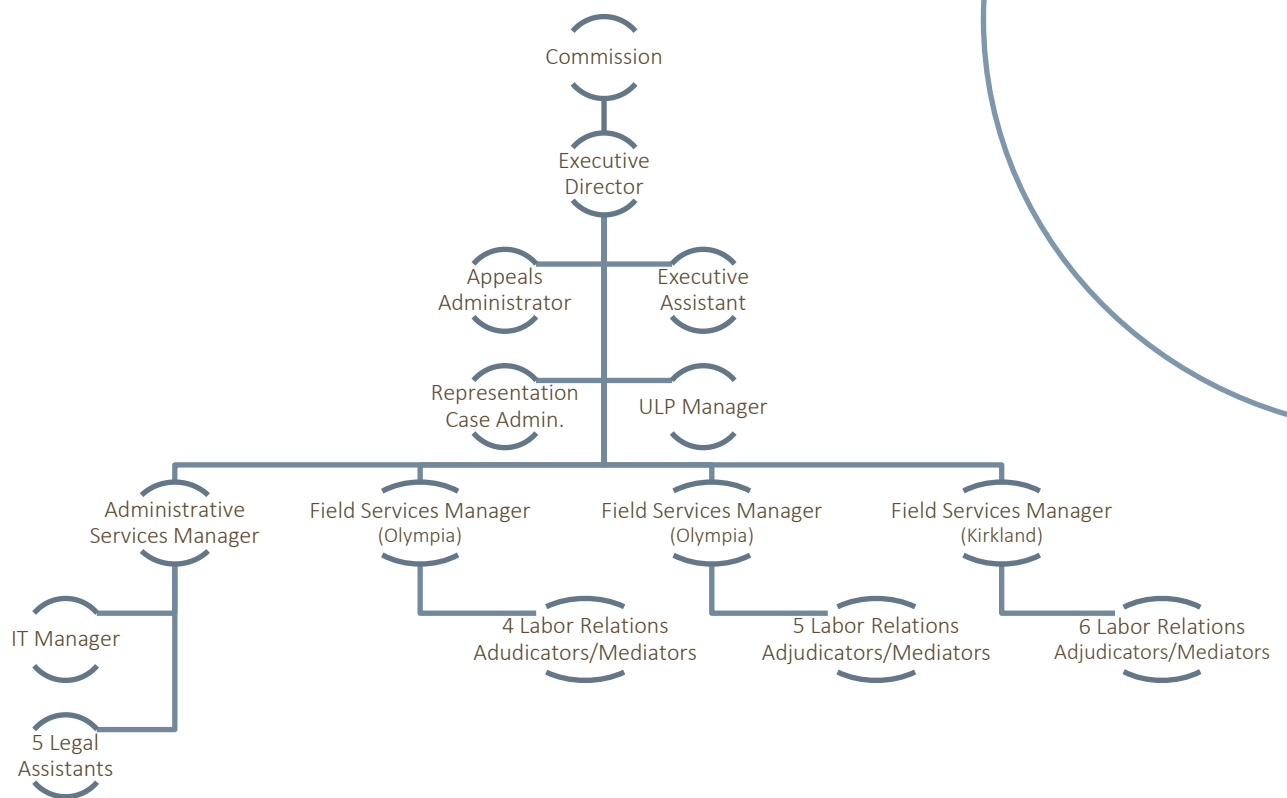 Commission
Executive
Director
Appeals
Administrator
Executive
Assistant
Representation
Case Admin.
ULP Manager
Administrative
Services Manager
Field Services Manager
(Olympia)
Field Services Manager
(Olympia)
Field Services Manager
(Kirkland)
IT Manager
4 Labor Relations
Adudicators/Mediators
5 Labor Relations
Adjudicators/Mediators
6 Labor Relations
Adjudicators/Mediators
5 Legal
Assistants